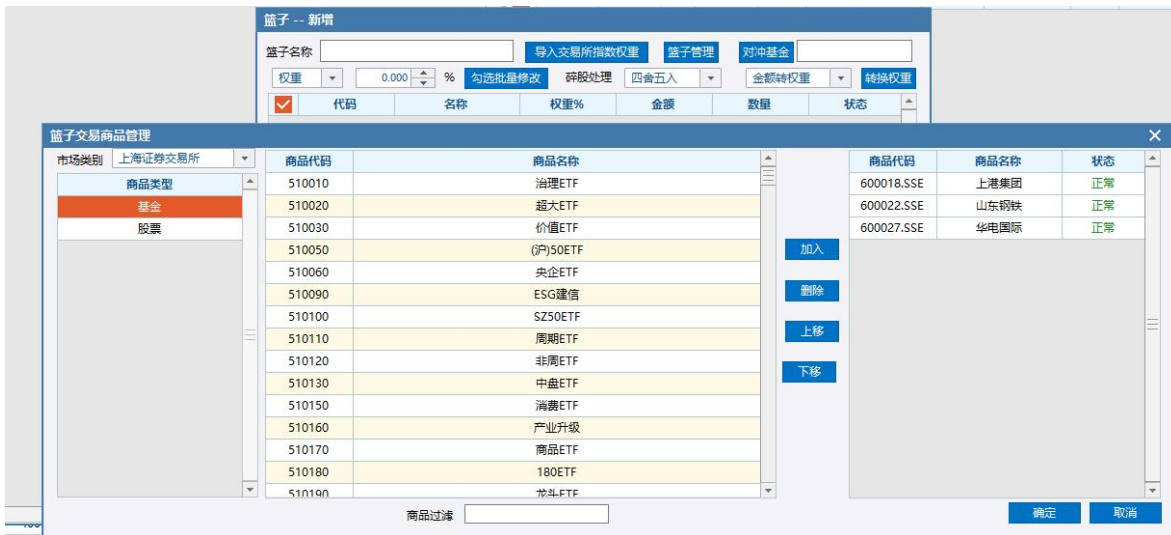 篮子 -- 新增
篮子名称 导入交易所指数权重 篮子管理 对冲基金
权重 0.000 % 勾选批量修改 碎股处理 四舍五入 金额转权重 转换权重
代码 名称 权重% 金额 数量 状态
篮子交易商品管理
市场类别 上海证券交易所
商品类型
基金
股票
商品代码 商品名称
510010 治理ETF
510020 超大ETF
510030 价值ETF
510050 (沪)50ETF
510060 央企ETF
510090 ESG建信
510100 SZ50ETF
510110 周期ETF
510120 非周ETF
510130 中盘ETF
510150 消费ETF
510160 产业升级
510170 商品ETF
510180 180ETF
510190 龙头ETF
加入
删除
上移
下移
商品代码 商品名称 状态
600018.SSE 上港集团 正常
600022.SSE 山东钢铁 正常
600027.SSE 华电国际 正常
商品过滤
确定 取消